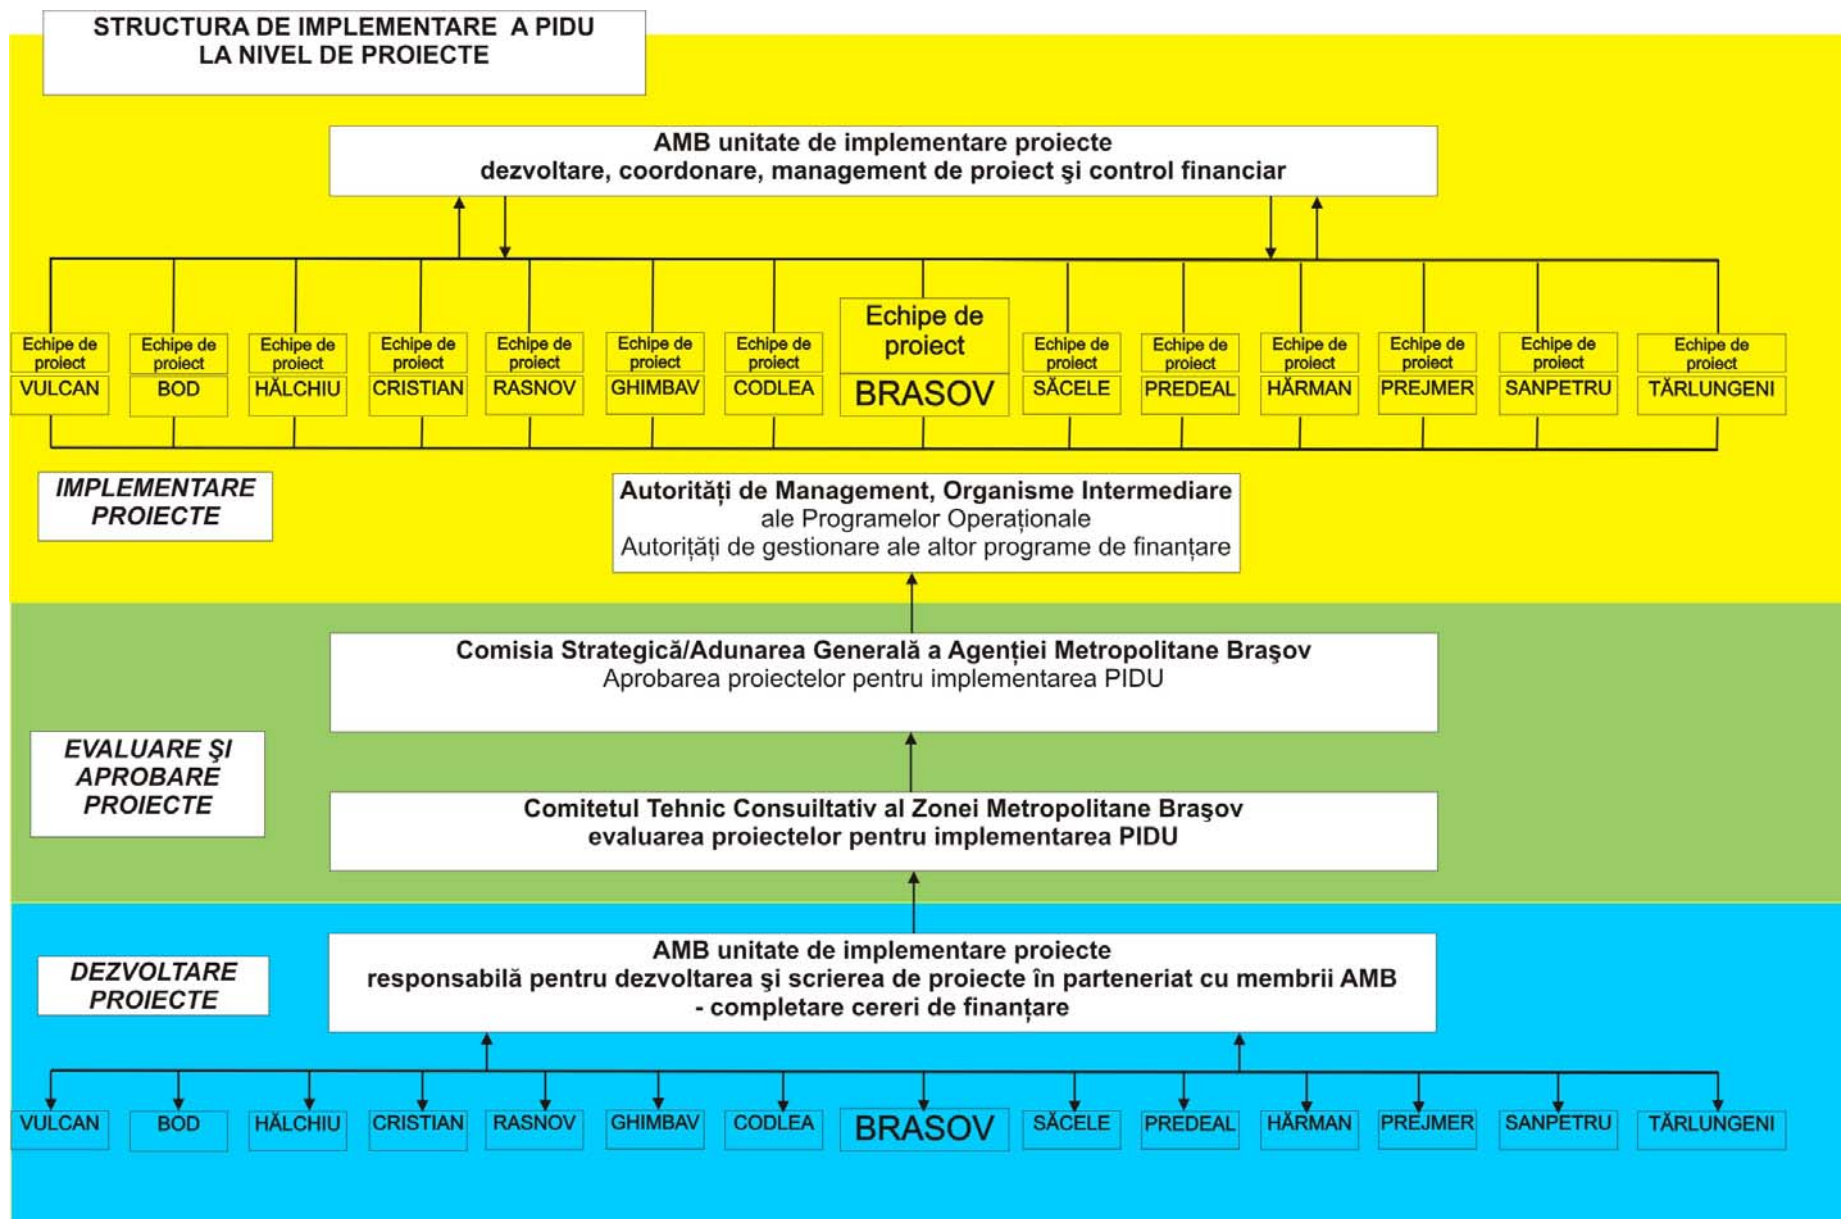 STRUCTURA DE IMPLEMENTARE A PIDU
LA NIVEL DE PROIECTE
AMB unitate de implementare proiecte
dezvoltare, coordonare, management de proiect şi control financiar
Echipe de
proiect
VULCAN
Echipe de
proiect
BOD
Echipe de
proiect
HĂLCHIU
Echipe de
proiect
CRISTIAN
Echipe de
proiect
RASNOV
Echipe de
proiect
GHIMBAV
Echipe de
proiect
CODLEA
Echipe de
proiect
BRASOV
Echipe de
proiect
SĂCELE
Echipe de
proiect
PREDEAL
Echipe de
proiect
HĂRMAN
Echipe de
proiect
PREJMER
Echipe de
proiect
SANPETRU
Echipe de
proiect
TĂRLUNGENI
IMPLEMENTARE
PROIECTE
Autorități de Management, Organisme Intermediare
ale Programelor Operaționale
Autorițăți de gestionare ale altor programe de finanțare
Comisia Strategică/Adunarea Generală a Agenției Metropolitane Braşov
Aprobarea proiectelor pentru implementarea PIDU
EVALUARE ŞI
APROBARE
PROIECTE
Comitetul Tehnic Consuiltativ al Zonei Metropolitane Braşov
evaluarea proiectelor pentru implementarea PIDU
DEZVOLTARE
PROIECTE
AMB unitate de implementare proiecte
responsabilă pentru dezvoltarea şi scrierea de proiecte în parteneriat cu membrii AMB
- completare cereri de finanțare
VULCAN
BOD
HĂLCHIU
CRISTIAN
RASNOV
GHIMBAV
CODLEA
BRASOV
SĂCELE
PREDEAL
HĂRMAN
PREJMER
SANPETRU
TĂRLUNGENI